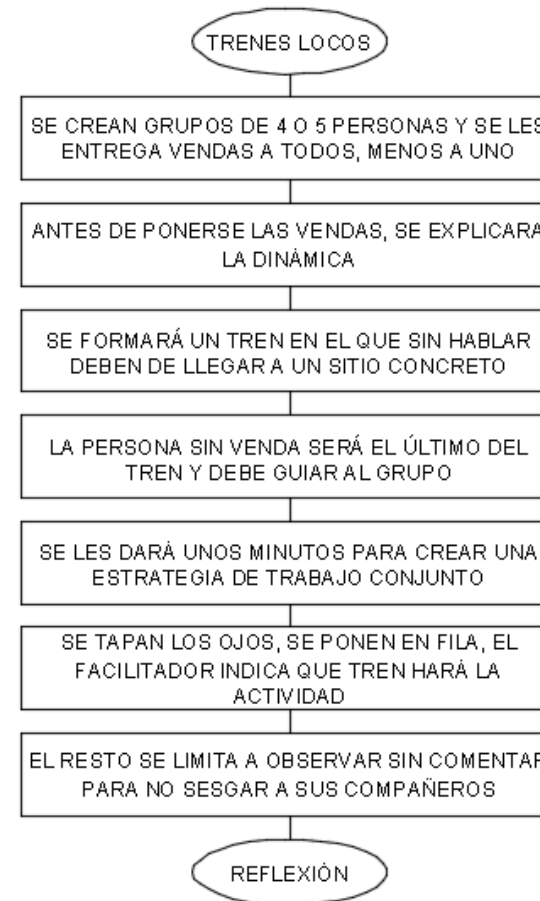 TRENES LOCOS
SE CREAN GRUPOS DE 4 O 5 PERSONAS Y SE LES
ENTREGA VENDAS A TODOS, MENOS A UNO
ANTES DE PONERSE LAS VENDAS, SE EXPLICARA
LA DINÁMICA
SE FORMARÁ UN TREN EN EL QUE SIN HABLAR
DEBEN DE LLEGAR A UN SITIO CONCRETO
LA PERSONA SIN VENDA SERÁ EL ÚLTIMO DEL
TREN Y DEBE GUIAR AL GRUPO
SE LES DARÁ UNOS MINUTOS PARA CREAR UNA
ESTRATEGIA DE TRABAJO CONJUNTO
SE TAPAN LOS OJOS, SE PONEN EN FILA, EL
FACILITADOR INDICA QUE TREN HARÁ LA
ACTIVIDAD
EL RESTO SE LIMITA A OBSERVAR SIN COMENTAR
PARA NO SESGAR A SUS COMPAÑEROS
REFLEXIÓN